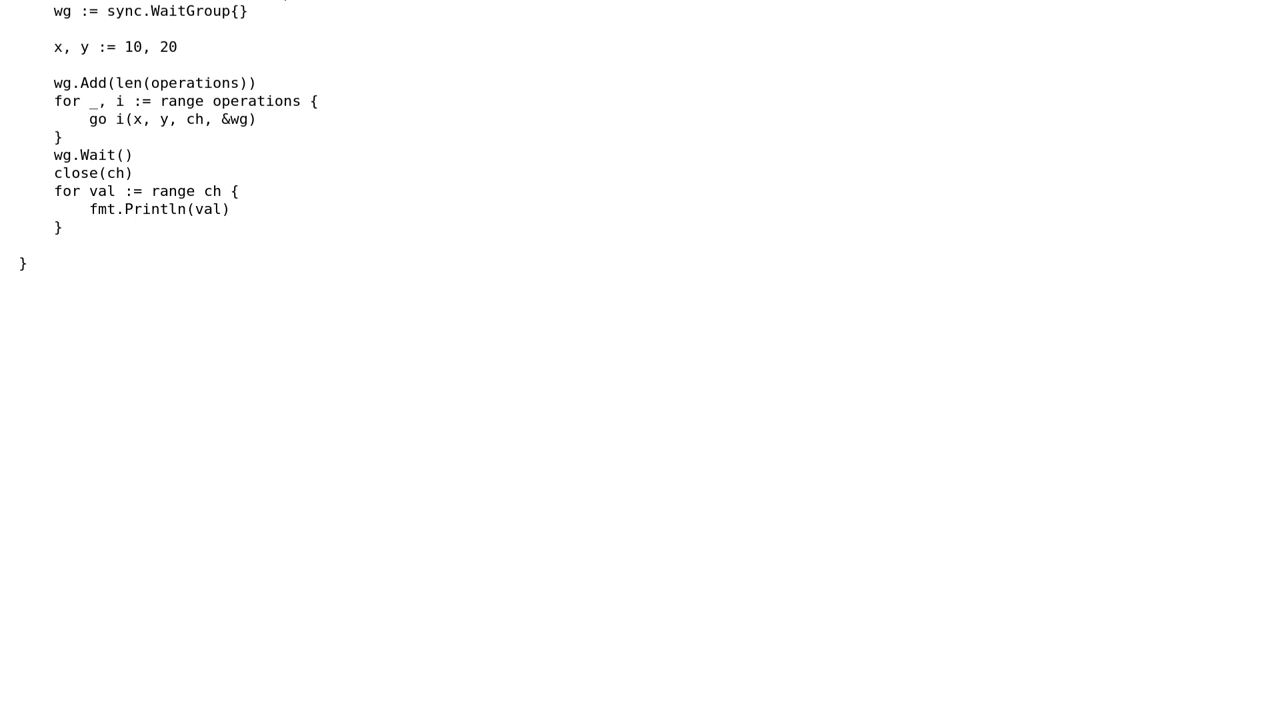 wg := sync.WaitGroup{}
x, y := 10, 20
wg.Add(len(operations))
for _, i := range operations {
go i(x, y, ch, &wg)
}
wg.Wait()
close(ch)
for val := range ch {
fmt.Println(val)
}
}